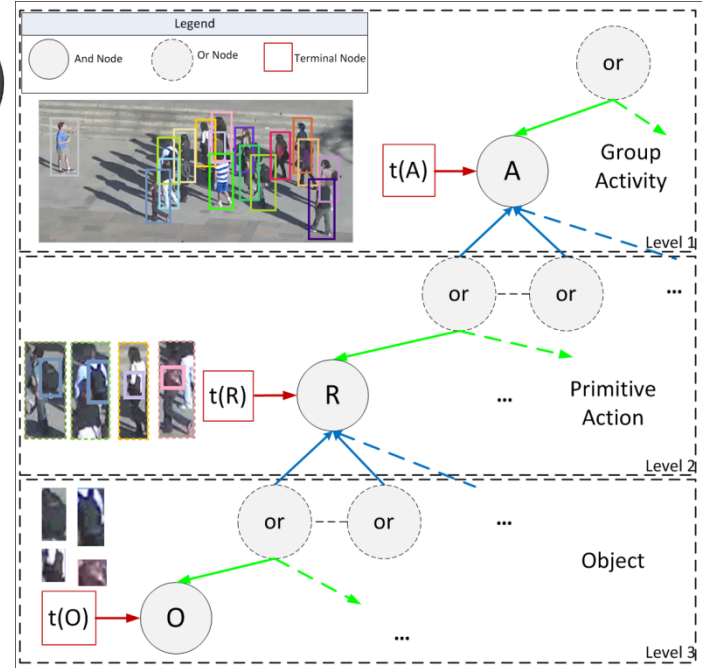 Legend
And Node
Or Node
Terminal Node
or
t(A)
A
Group
Activity
Level 1
or
or
...
t(R)
R
...
Primitive
Action
Level 2
or
or
...
Object
t(O)
O
...
Level 3